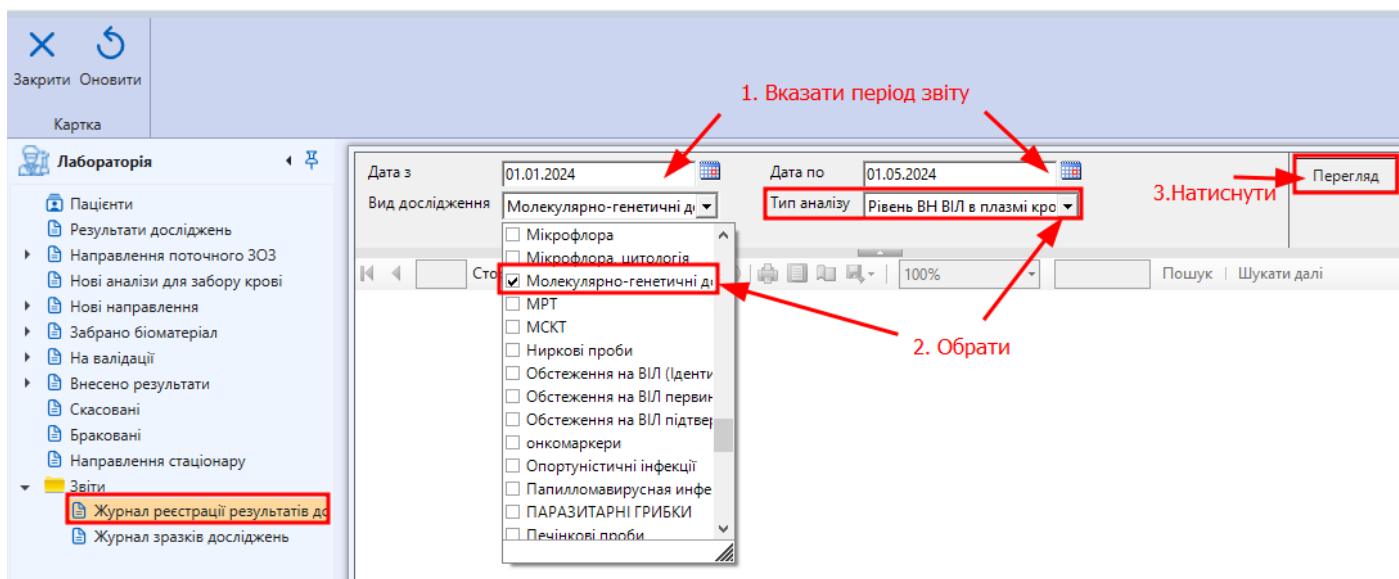 Закрити Оновити
Картка
1. Вказати період звіту
Лабораторія
Пацієнти
Результати досліджень
Направлення поточного ЗОЗ
Нові аналізи для забору крові
Нові направлення
Забрано біоматеріал
На валідації
Внесено результати
Скасовані
Браковані
Направлення стаціонару
Звіти
Журнал реєстрації результатів до
Журнал зразків досліджень
Дата з 01.01.2024 Дата по 01.05.2024
Вид дослідження Молекулярно-генетичні ді Тип аналізу Рівень ВН ВІЛ в плазмі кро
3.Натиснути
Перегляд
Сто 100% Пошук | Шукати далі
Мікрофлора
Мікрофлора, цитологія
Молекулярно-генетичні ді
МРТ
МСКТ
Ниркові проби
Обстеження на ВІЛ (Іденти
Обстеження на ВІЛ первин
Обстеження на ВІЛ підтвер
онкомаркери
Опортуністичні інфекції
Папилломавирусная инфе
ПАРАЗИТАРНІ ГРИБКИ
Печінкові проби
2. Обрати